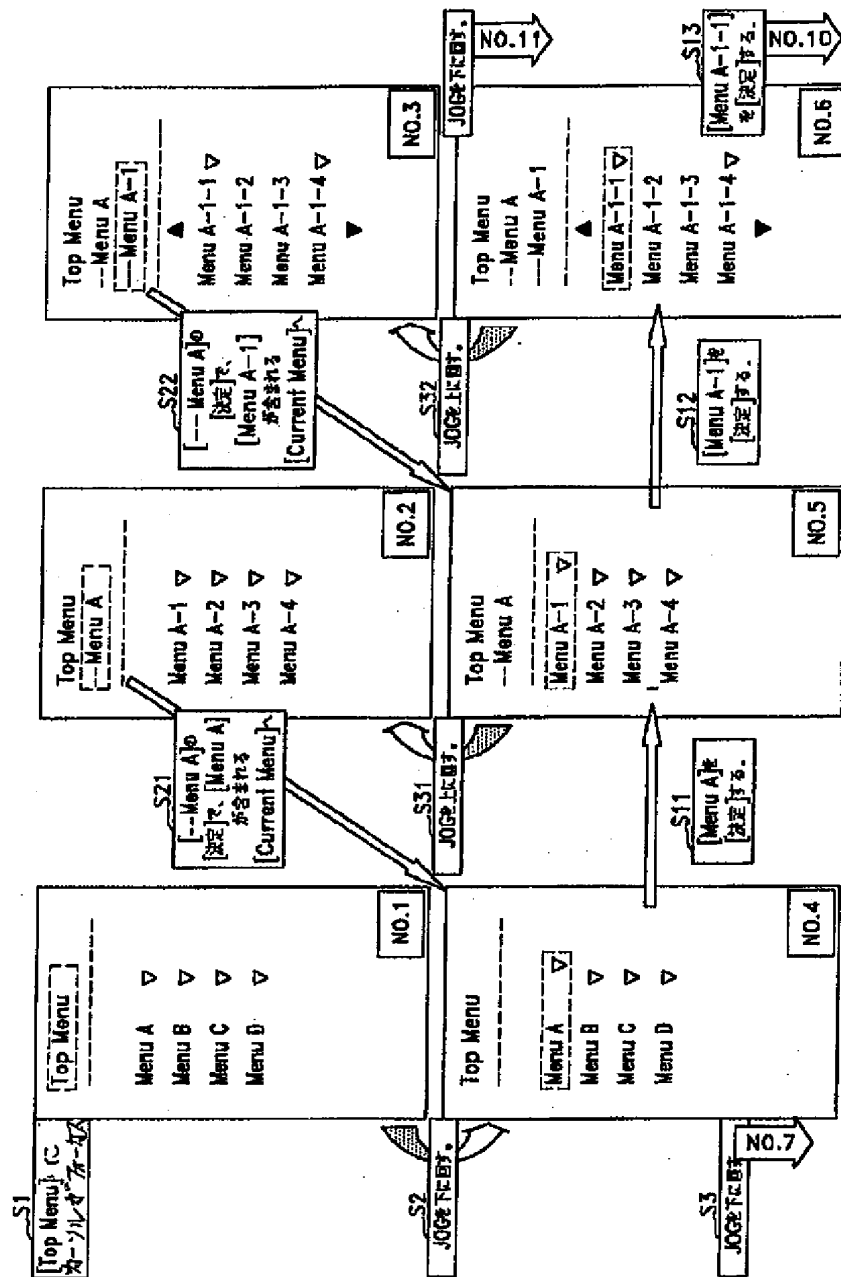 S1
[Top Menu] に
カーソルがフォーカス
Top Menu
Menu A ▽
Menu B ▽
Menu C ▽
Menu D ▽
NO.1
S21
[--Menu A]の
[決定]で、[Menu A]
が含まれる
[Current Menu]へ
Top Menu
--Menu A
Menu A-1 ▽
Menu A-2 ▽
Menu A-3 ▽
Menu A-4 ▽
NO.2
S22
[---Menu A]の
[決定]で、
[Menu A-1]
が含まれる
[Current Menu]へ
Top Menu
--Menu A
---Menu A-1
▲
Menu A-1-1 ▽
Menu A-1-2
Menu A-1-3
Menu A-1-4 ▽
▼
NO.3
S2
JOGを下に回す。
S31
JOGを上に回す。
S32
JOGを上に回す。
JOGを下に回す。
NO.11
Top Menu
Menu A ▽
Menu B ▽
Menu C ▽
Menu D ▽
NO.4
S11
[Menu A]を
[決定]する。
Top Menu
--Menu A
Menu A-1 ▽
Menu A-2 ▽
Menu A-3 ▽
Menu A-4 ▽
NO.5
S12
[Menu A-1]を
[決定]する。
Top Menu
--Menu A
---Menu A-1
▲
Menu A-1-1 ▽
Menu A-1-2
Menu A-1-3
Menu A-1-4 ▽
▼
NO.6
S13
[Menu A-1-1]
を[決定]する。
NO.10
S3
JOGを下に回す
NO.7